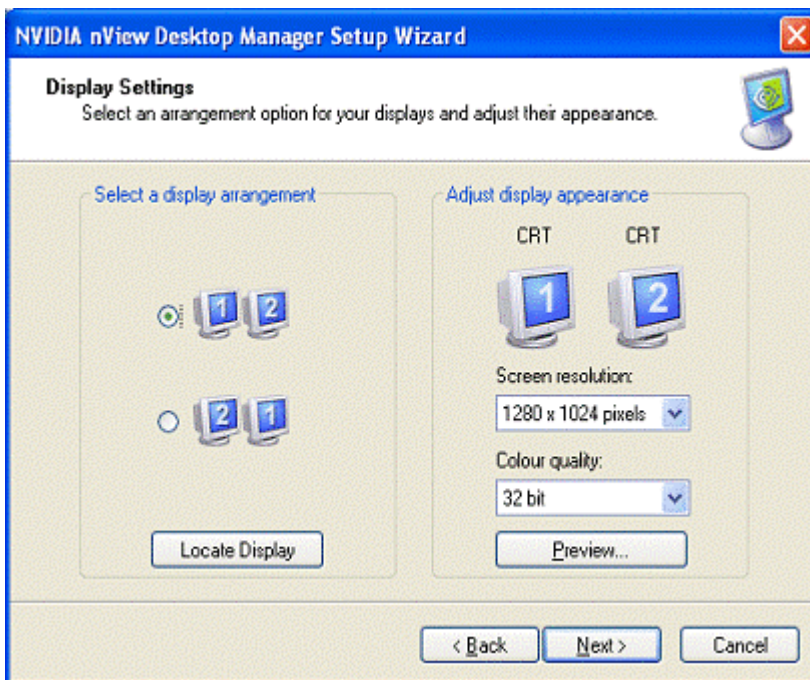 NVIDIA nView Desktop Manager Setup Wizard
Display Settings
Select an arrangement option for your displays and adjust their appearance.
Select a display arrangement
1 2
2 1
Locate Display
Adjust display appearance
CRT CRT
1 2
Screen resolution:
1280 x 1024 pixels
Colour quality:
32 bit
Preview...
< Back Next > Cancel